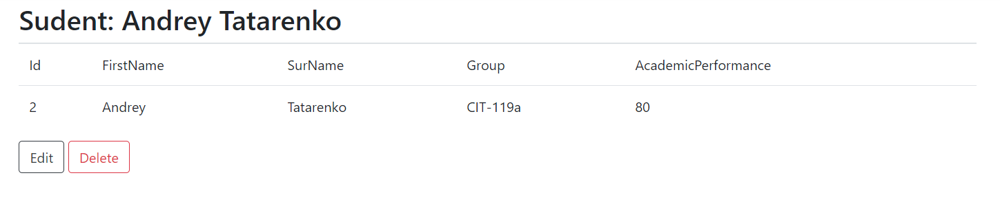 Sudent: Andrey Tatarenko
Id FirstName SurName Group AcademicPerformance
2 Andrey Tatarenko CIT-119a 80
Edit Delete